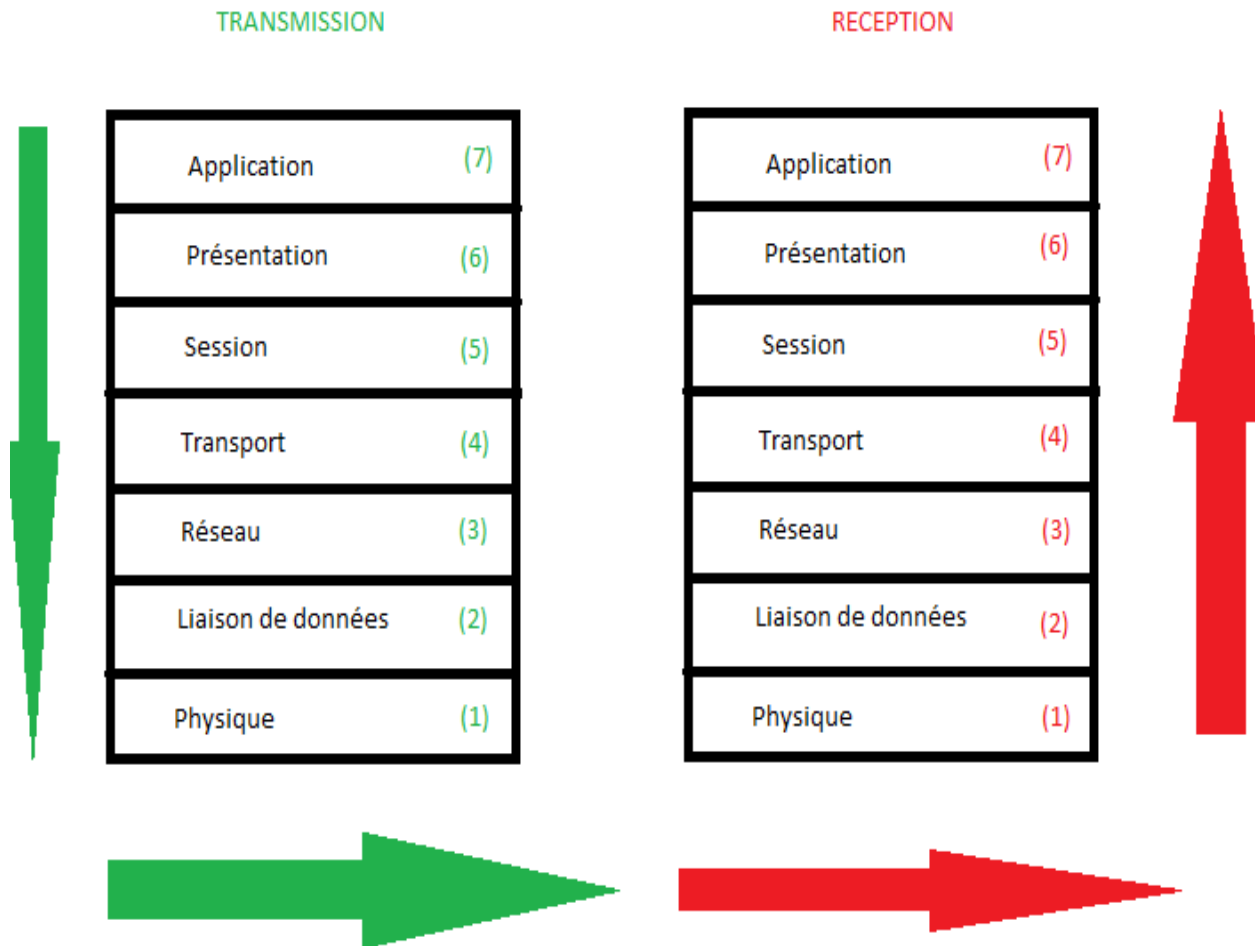 TRANSMISSION
Application (7)
Présentation (6)
Session (5)
Transport (4)
Réseau (3)
Liaison de données (2)
Physique (1)
RECEPTION
Application (7)
Présentation (6)
Session (5)
Transport (4)
Réseau (3)
Liaison de données (2)
Physique (1)